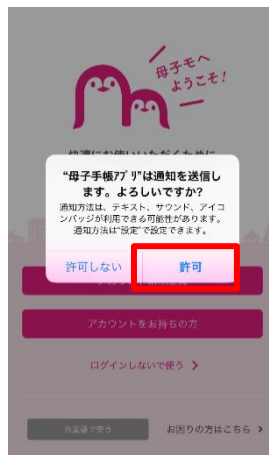 母子モへ
ようこそ!
“母子手帳ｱﾌﾟﾘ”は通知を送信し
ます。よろしいですか?
通知方法は、テキスト、サウンド、アイコ
ンバッジが利用できる可能性があります。
通知方法は“設定”で設定できます。
許可しない
許可
アカウントをお持ちの方
ログインしないで使う
外国語で使う
お困りの方はこちら